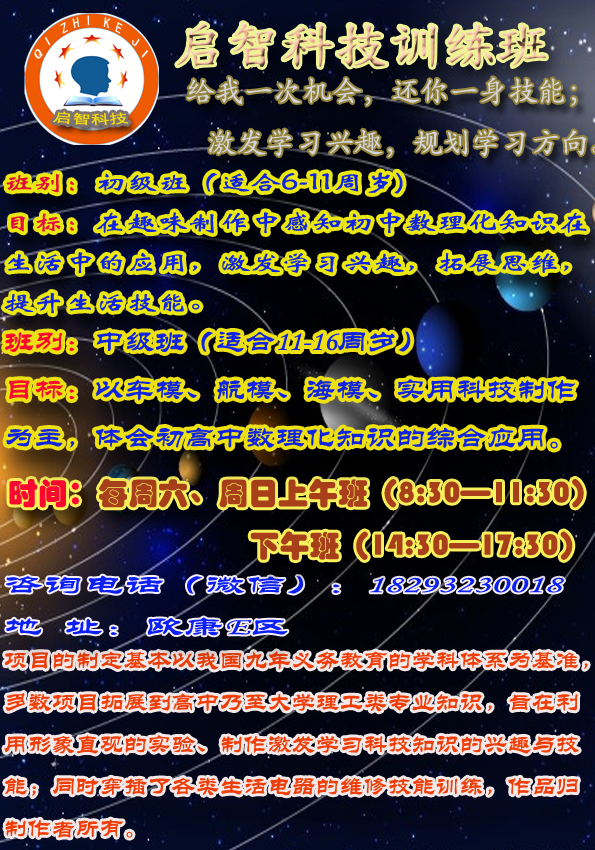 QI ZHI KE JI
启智科技
启智科技训练班
给我一次机会，还你一身技能；
激发学习兴趣，规划学习方向。
班别：初级班（适合6-11周岁）
目标：在趣味制作中感知初中数理化知识在
生活中的应用，激发学习兴趣，拓展思维，
提升生活技能。
班别：中级班（适合11-16周岁）
目标：以车模、航模、海模、实用科技制作
为主，体会初高中数理化知识的综合应用。
时间：每周六、周日上午班（8:30—11:30）
下午班（14:30—17:30）
咨询电话（微信）：18293230018
地 址：欧康E区
项目的制定基本以我国九年义务教育的学科体系为基准，
多数项目拓展到高中乃至大学理工类专业知识，旨在利
用形象直观的实验、制作激发学习科技知识的兴趣与技
能；同时穿插了各类生活电器的维修技能训练，作品归
制作者所有。